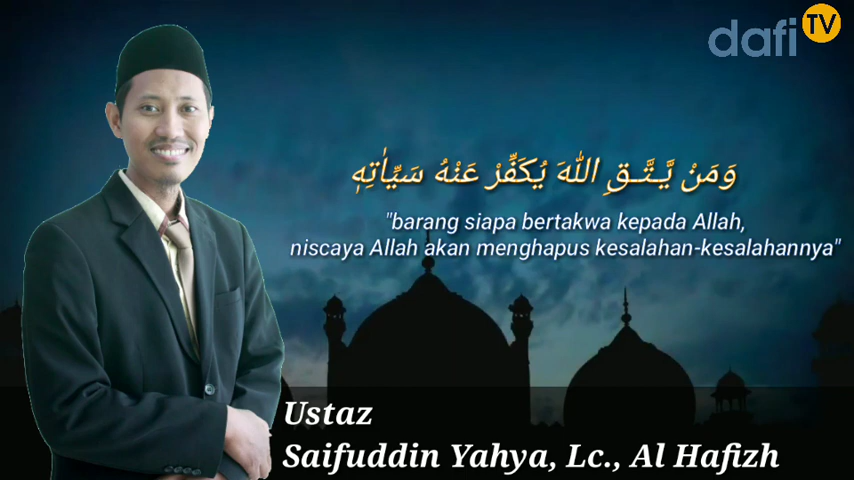 dafi TV
وَمَنْ يَّتَّـقِ اللّٰهَ يُكَفِّرْ عَنْهُ سَيِّاٰتِهٖ
"barang siapa bertakwa kepada Allah,
niscaya Allah akan menghapus kesalahan-kesalahannya"
Ustaz
Saifuddin Yahya, Lc., Al Hafizh